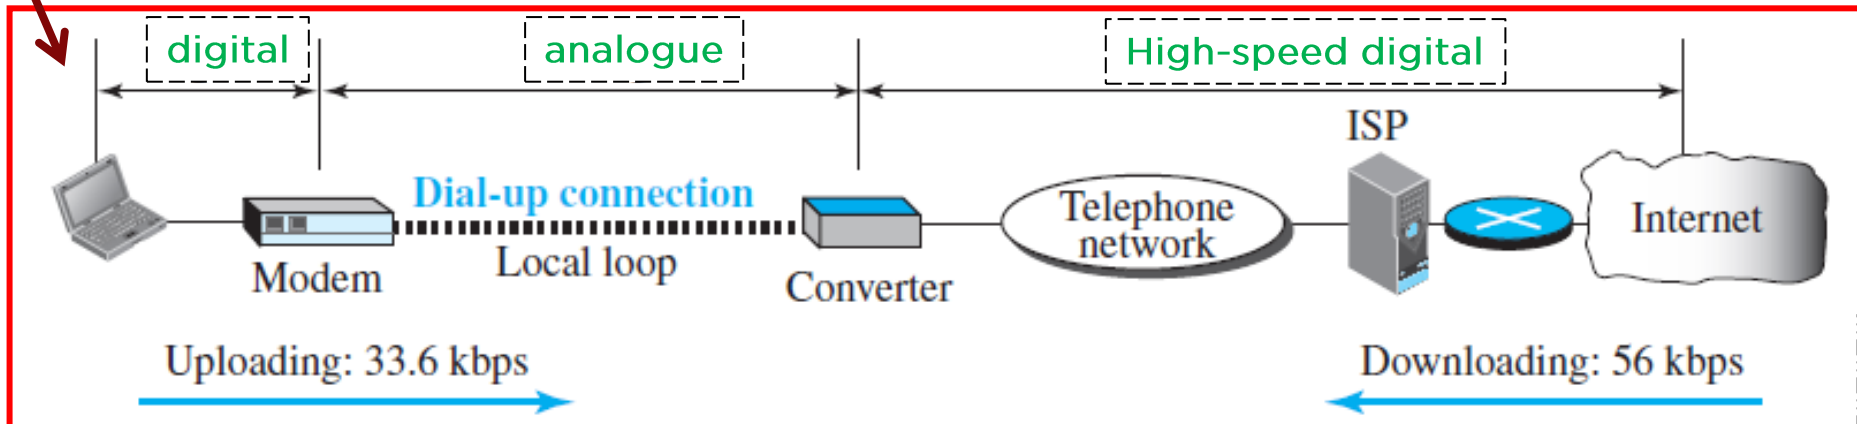 digital
analogue
High-speed digital
ISP
Dial-up connection
Telephone
network
Internet
Local loop
Modem
Converter
Uploading: 33.6 kbps
Downloading: 56 kbps